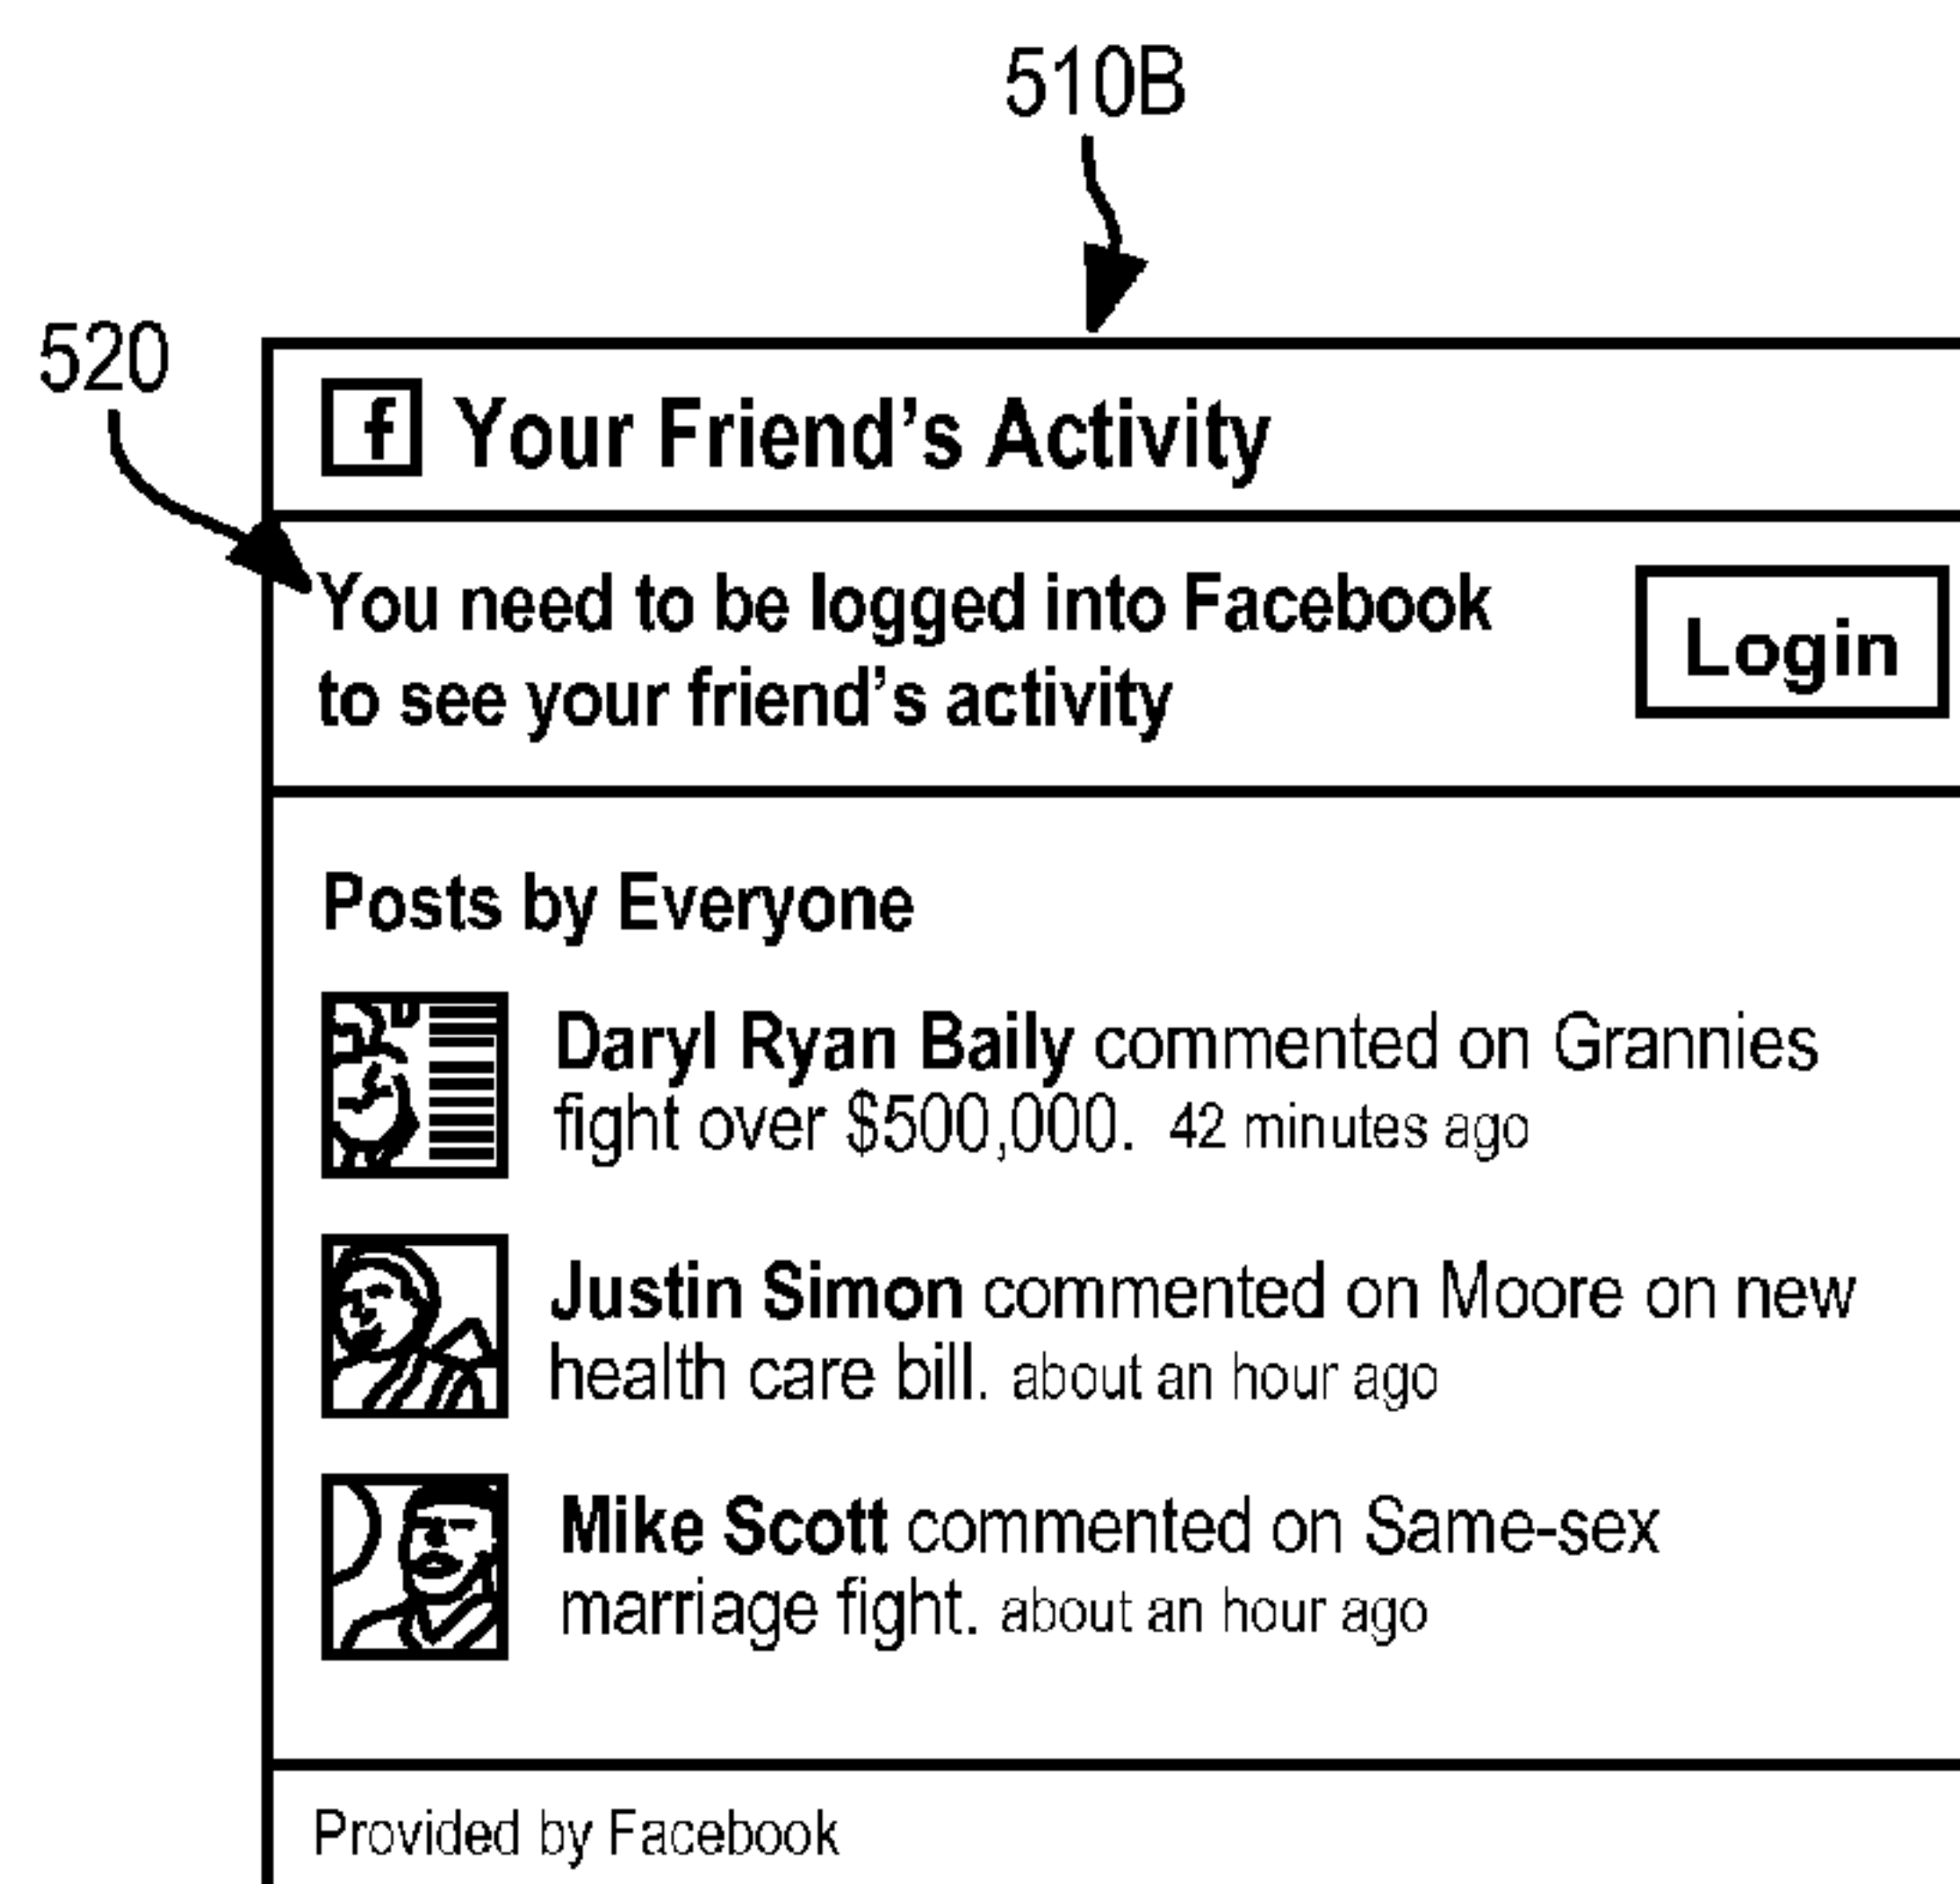 510B
520
f Your Friend's Activity
You need to be logged into Facebook
to see your friend's activity
Login
Posts by Everyone
Daryl Ryan Baily commented on Grannies
fight over $500,000. 42 minutes ago
Justin Simon commented on Moore on new
health care bill. about an hour ago
Mike Scott commented on Same-sex
marriage fight. about an hour ago
Provided by Facebook